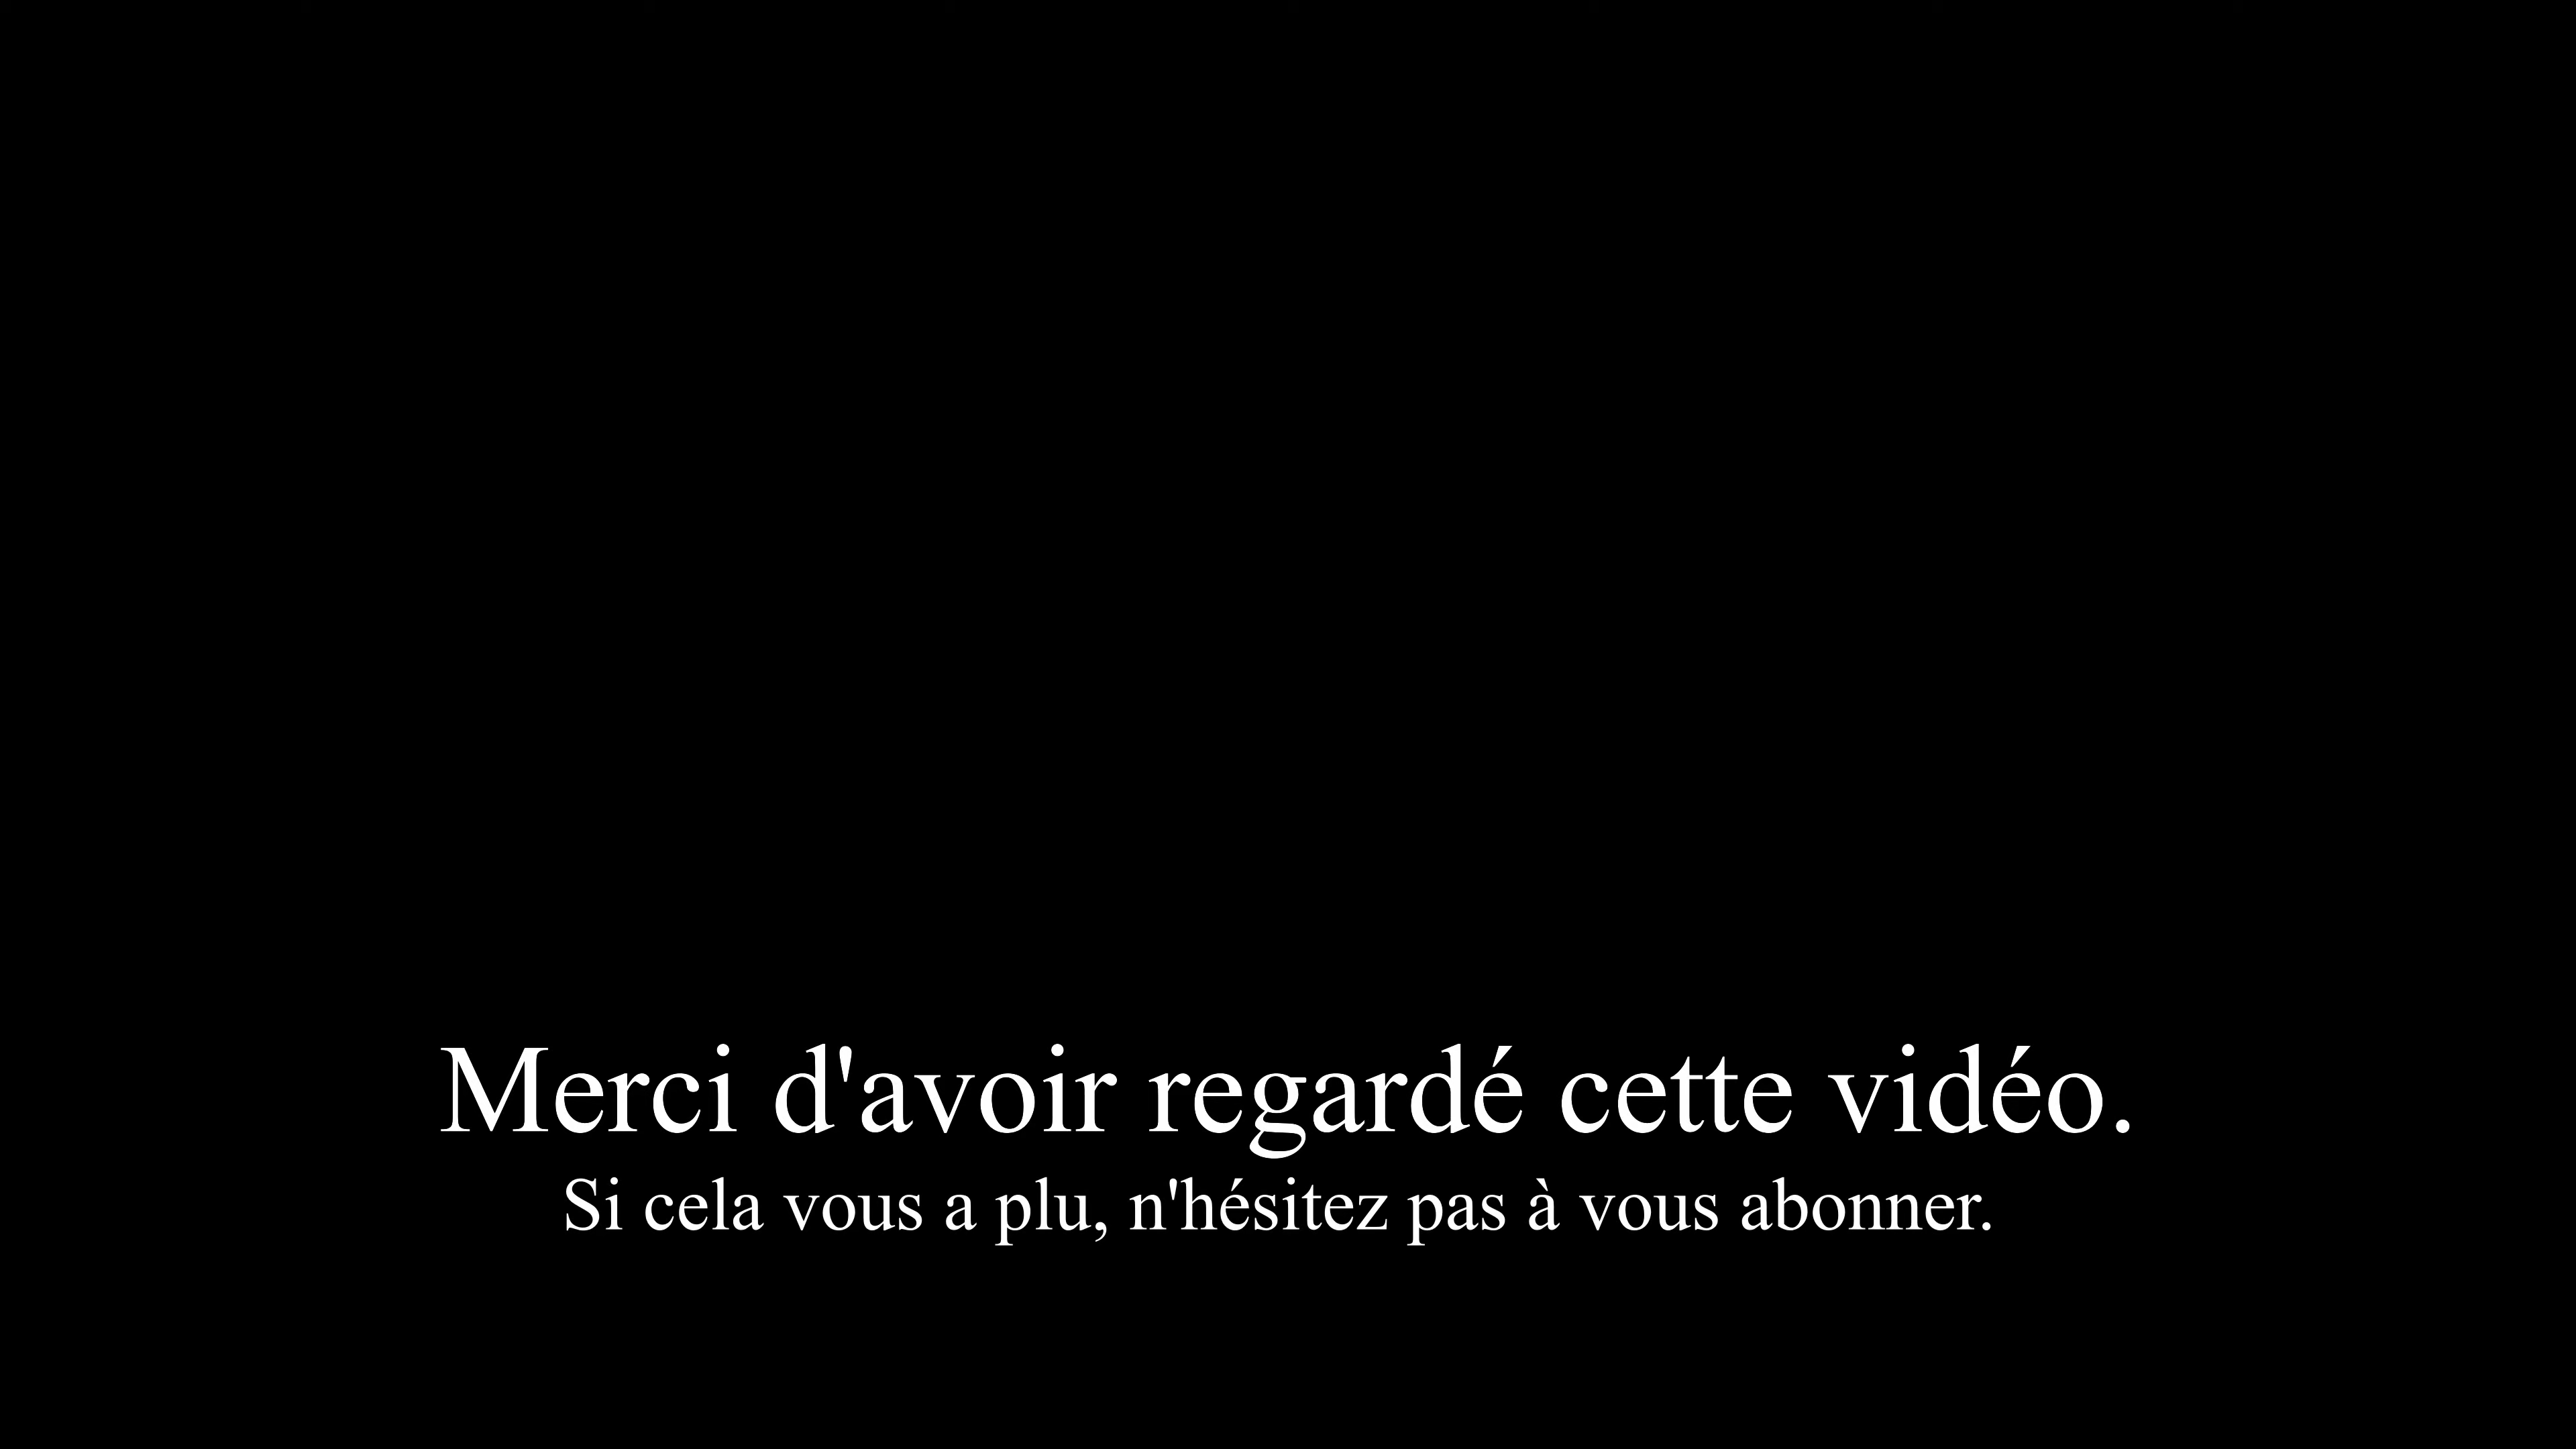 Merci d'avoir regardé cette vidéo.
Si cela vous a plu, n'hésitez pas à vous abonner.